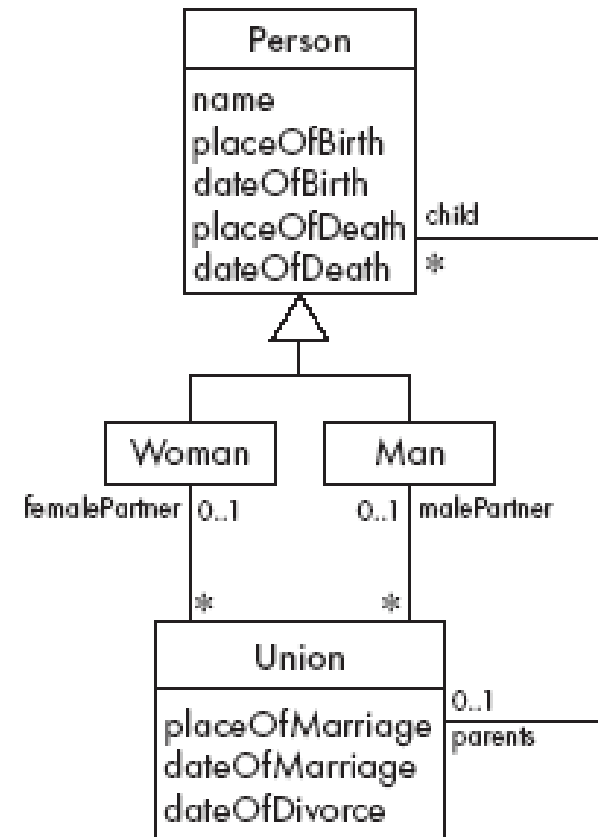 Person
name
placeOfBirth
dateOfBirth
placeOfDeath
dateOfDeath
child
*
Woman
Man
femalePartner 0..1
0..1 malePartner
*
*
Union
placeOfMarriage
dateOfMarriage
dateOfDivorce
0..1
parents